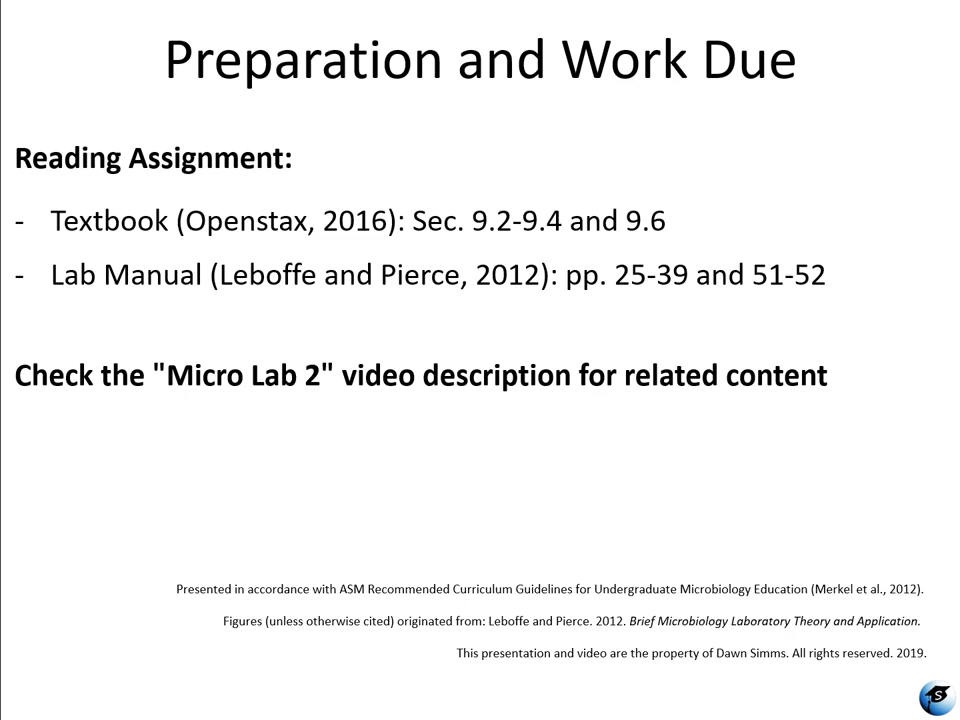 Preparation and Work Due
Reading Assignment:
- Textbook (Openstax, 2016): Sec. 9.2-9.4 and 9.6
- Lab Manual (Leboffe and Pierce, 2012): pp. 25-39 and 51-52
Check the "Micro Lab 2" video description for related content
Presented in accordance with ASM Recommended Curriculum Guidelines for Undergraduate Microbiology Education (Merkel et al., 2012).
Figures (unless otherwise cited) originated from: Leboffe and Pierce. 2012. Brief Microbiology Laboratory Theory and Application.
This presentation and video are the property of Dawn Simms. All rights reserved. 2019.
S